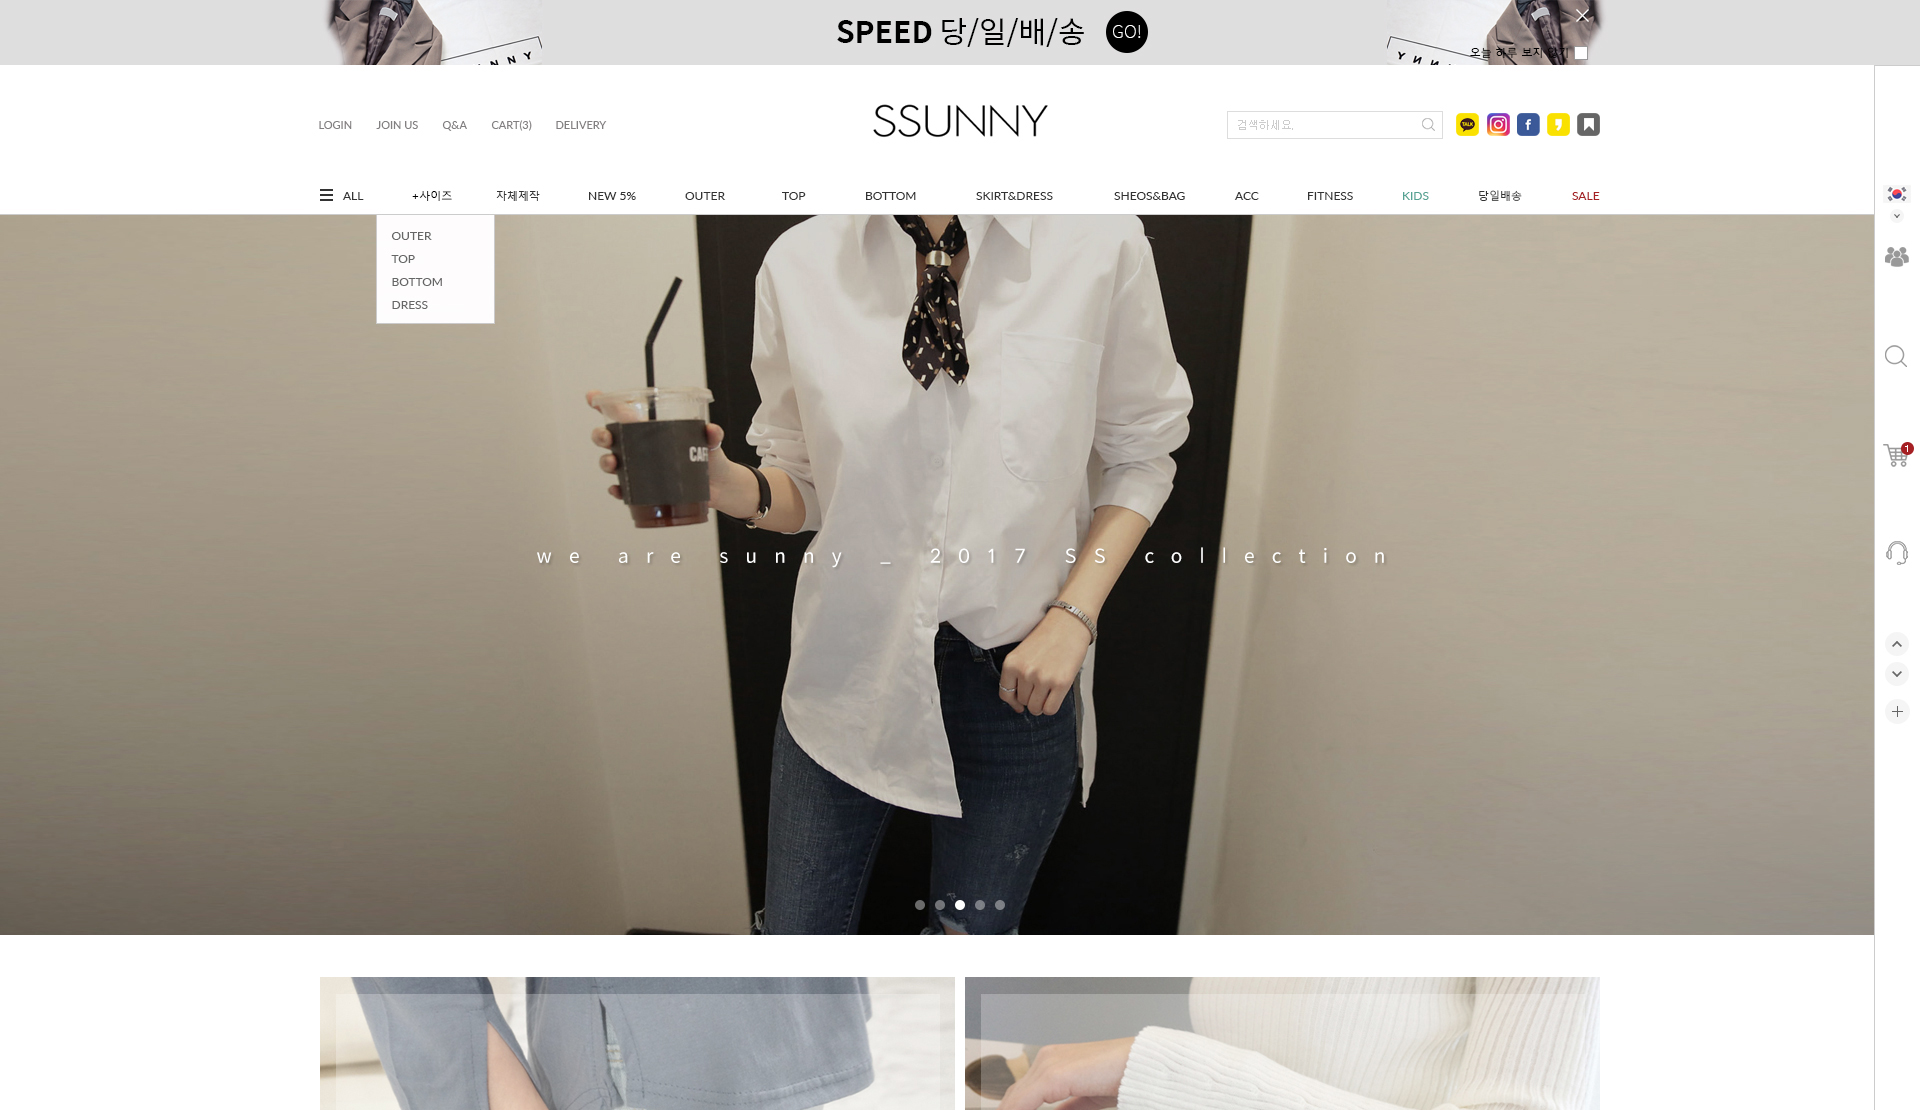 SPEED 당/일/배/송 GO!
오늘 하루 보지 않기
LOGIN JOIN US Q&A CART(3) DELIVERY
SSUNNY
검색하세요.
TALK
ALL +사이즈 자체제작 NEW 5% OUTER TOP BOTTOM SKIRT&DRESS SHEOS&BAG ACC FITNESS KIDS 당일배송 SALE
OUTER
TOP
BOTTOM
DRESS
1
we are sunny _ 2017 SS collection